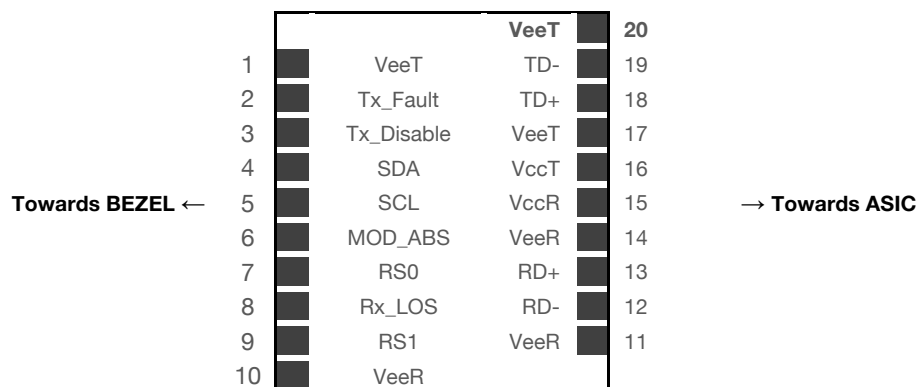 VeeT 20
1 VeeT TD- 19
2 Tx_Fault TD+ 18
3 Tx_Disable VeeT 17
4 SDA VccT 16
Towards BEZEL ← 5 SCL VccR 15 → Towards ASIC
6 MOD_ABS VeeR 14
7 RS0 RD+ 13
8 Rx_LOS RD- 12
9 RS1 VeeR 11
10 VeeR